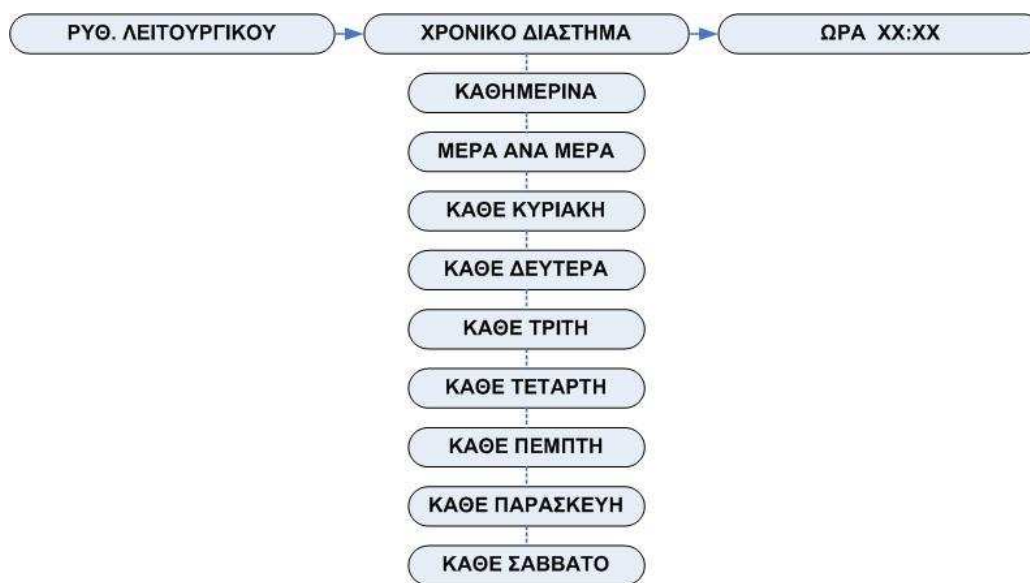 ΡΥΘ. ΛΕΙΤΟΥΡΓΙΚΟΥ
ΧΡΟΝΙΚΟ ΔΙΑΣΤΗΜΑ
ΩΡΑ XX:XX
ΚΑΘΗΜΕΡΙΝΑ
ΜΕΡΑ ΑΝΑ ΜΕΡΑ
ΚΑΘΕ ΚΥΡΙΑΚΗ
ΚΑΘΕ ΔΕΥΤΕΡΑ
ΚΑΘΕ ΤΡΙΤΗ
ΚΑΘΕ ΤΕΤΑΡΤΗ
ΚΑΘΕ ΠΕΜΠΤΗ
ΚΑΘΕ ΠΑΡΑΣΚΕΥΗ
ΚΑΘΕ ΣΑΒΒΑΤΟ